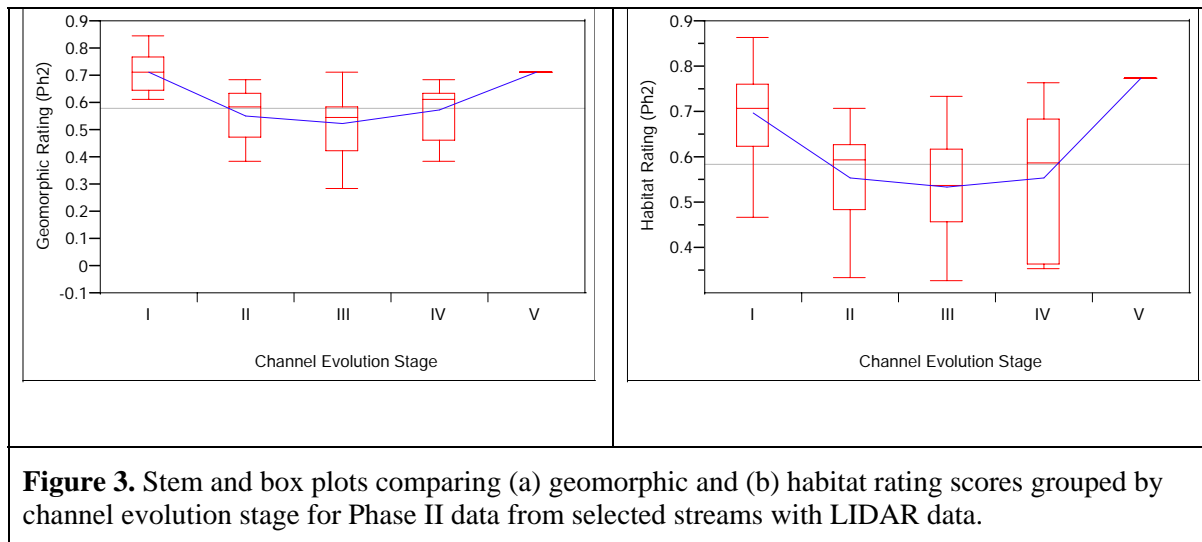 0.9
0.8
0.7
0.6
0.5
0.4
0.3
0.2
0.1
0
-0.1
Geomorphic Rating (Ph2)
I II III IV V
Channel Evolution Stage
0.9
0.8
0.7
0.6
0.5
0.4
Habitat Rating (Ph2)
I II III IV V
Channel Evolution Stage
Figure 3. Stem and box plots comparing (a) geomorphic and (b) habitat rating scores grouped by
channel evolution stage for Phase II data from selected streams with LIDAR data.